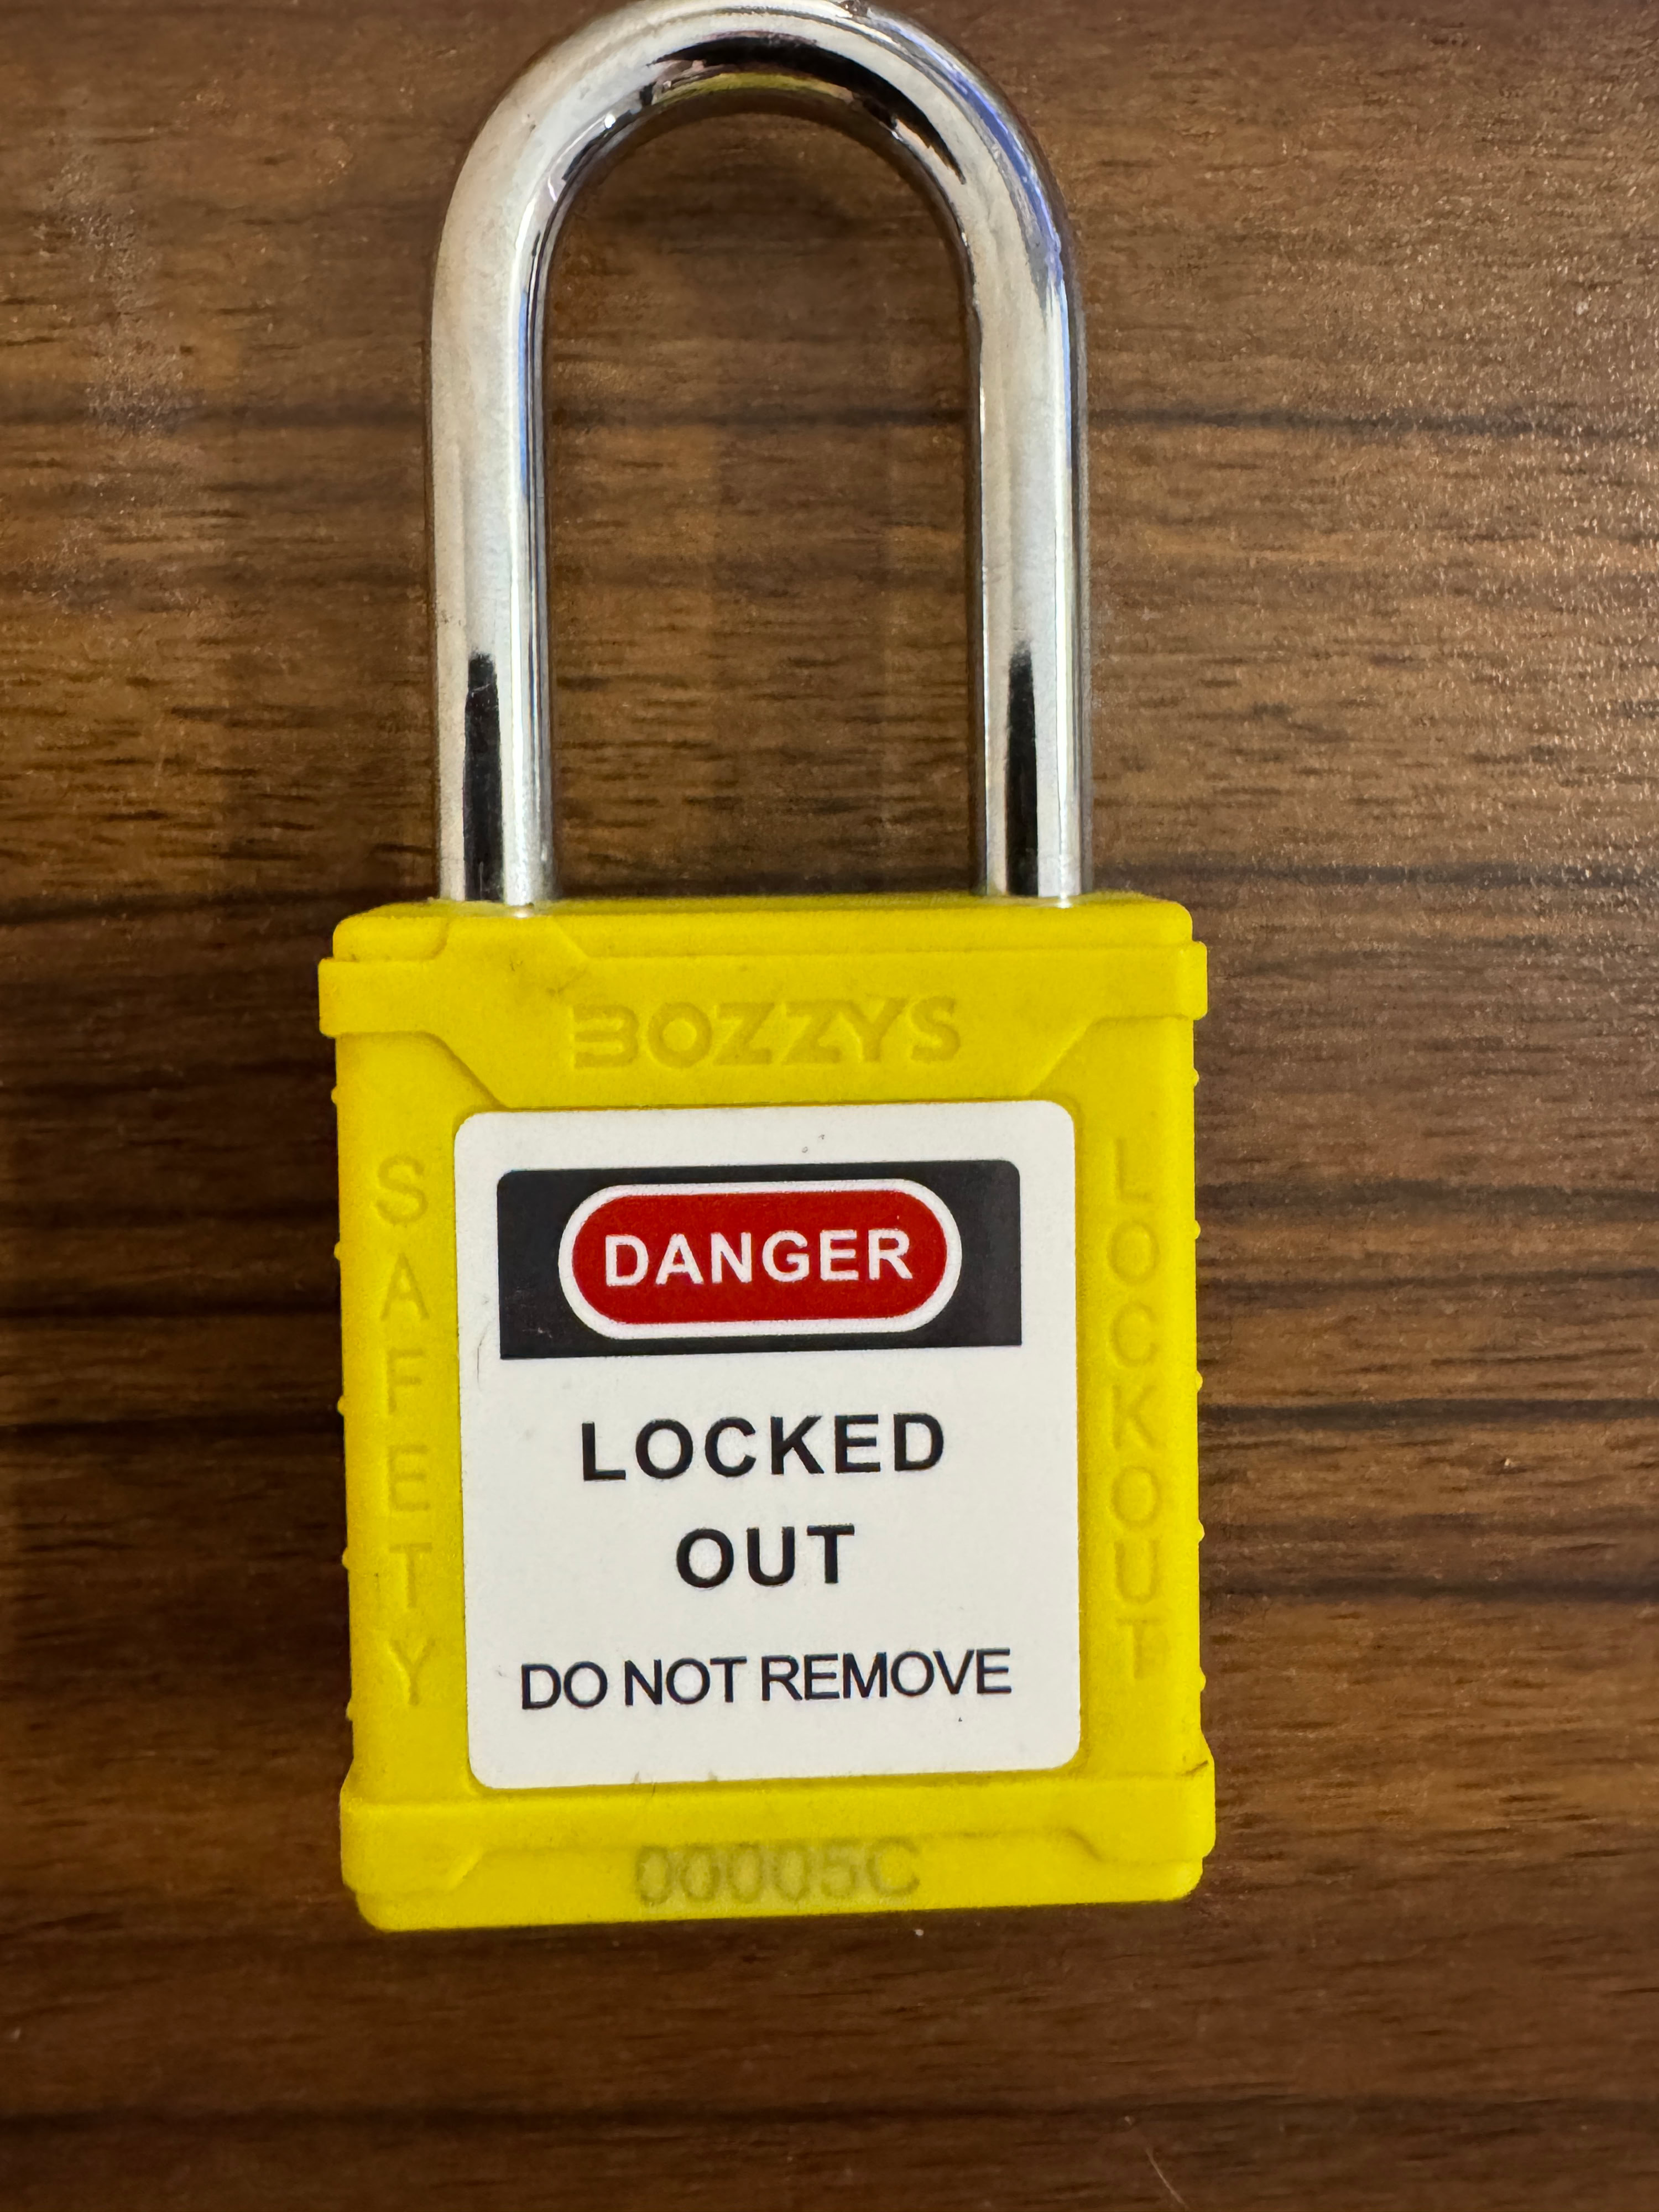 BOZZYS
SAFETY
DANGER
LOCKED
OUT
DO NOT REMOVE
LOCKOUT
00005C